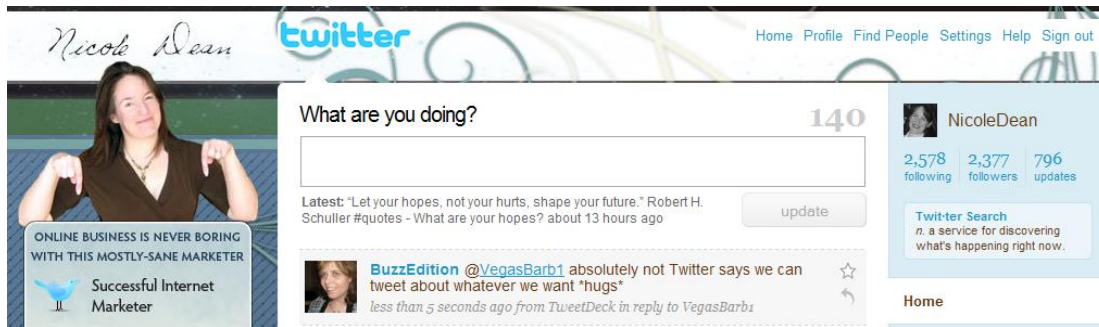 Nicole Dean
twitter
Home Profile Find People Settings Help Sign out
What are you doing?
140
Latest: “Let your hopes, not your hurts, shape your future.” Robert H.
Schuller #quotes - What are your hopes? about 13 hours ago
update
BuzzEdition @VegasBarb1 absolutely not Twitter says we can
tweet about whatever we want *hugs*
less than 5 seconds ago from TweetDeck in reply to VegasBarb1
ONLINE BUSINESS IS NEVER BORING
WITH THIS MOSTLY-SANE MARKETER
Successful Internet
Marketer
NicoleDean
2,578 2,377 796
following followers updates
Twit·ter Search
n. a service for discovering
what's happening right now.
Home